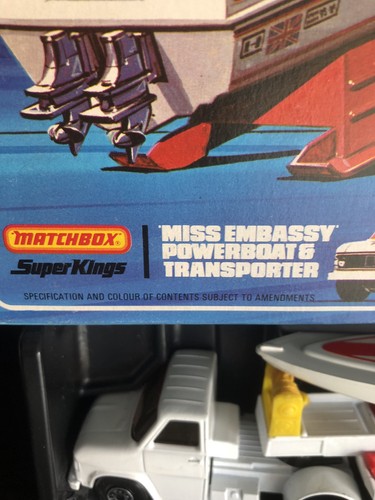 MATCHBOX
SuperKings
'MISS EMBASSY'
POWERBOAT &
TRANSPORTER
SPECIFICATION AND COLOUR OF CONTENTS SUBJECT TO AMENDMENTS